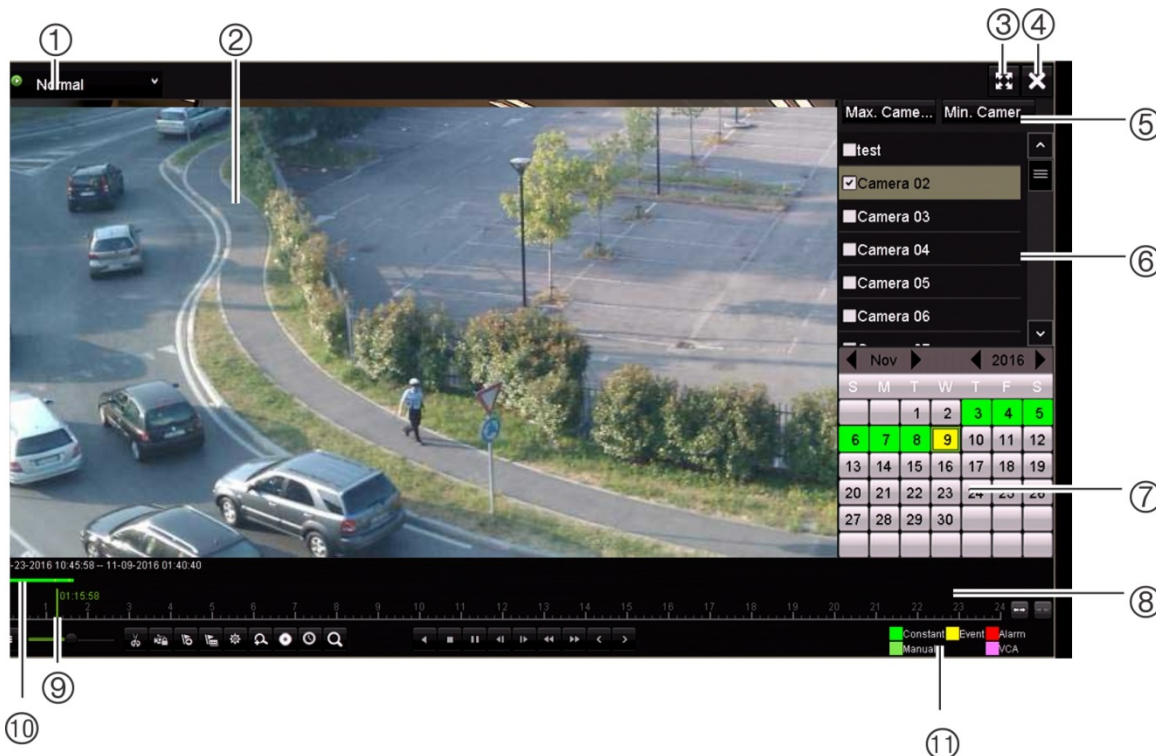 ① ② ③ ④
Normal
Max. Came... Min. Camer
⑤
test
Camera 02
Camera 03
Camera 04
⑥
Camera 05
Camera 06
Nov 2016
S M T W T F S
1 2 3 4 5
6 7 8 9 10 11 12
13 14 15 16 17 18 19
20 21 22 23 24 25 26
⑦
27 28 29 30
-23-2016 10:45:58 -- 11-09-2016 01:40:40
01:15:58
⑧
1 2 3 4 5 6 7 8 9 10 11 12 13 14 15 16 17 18 19 20 21 22 23 24
Constant Event Alarm
Manual VCA
⑨
⑩
⑪